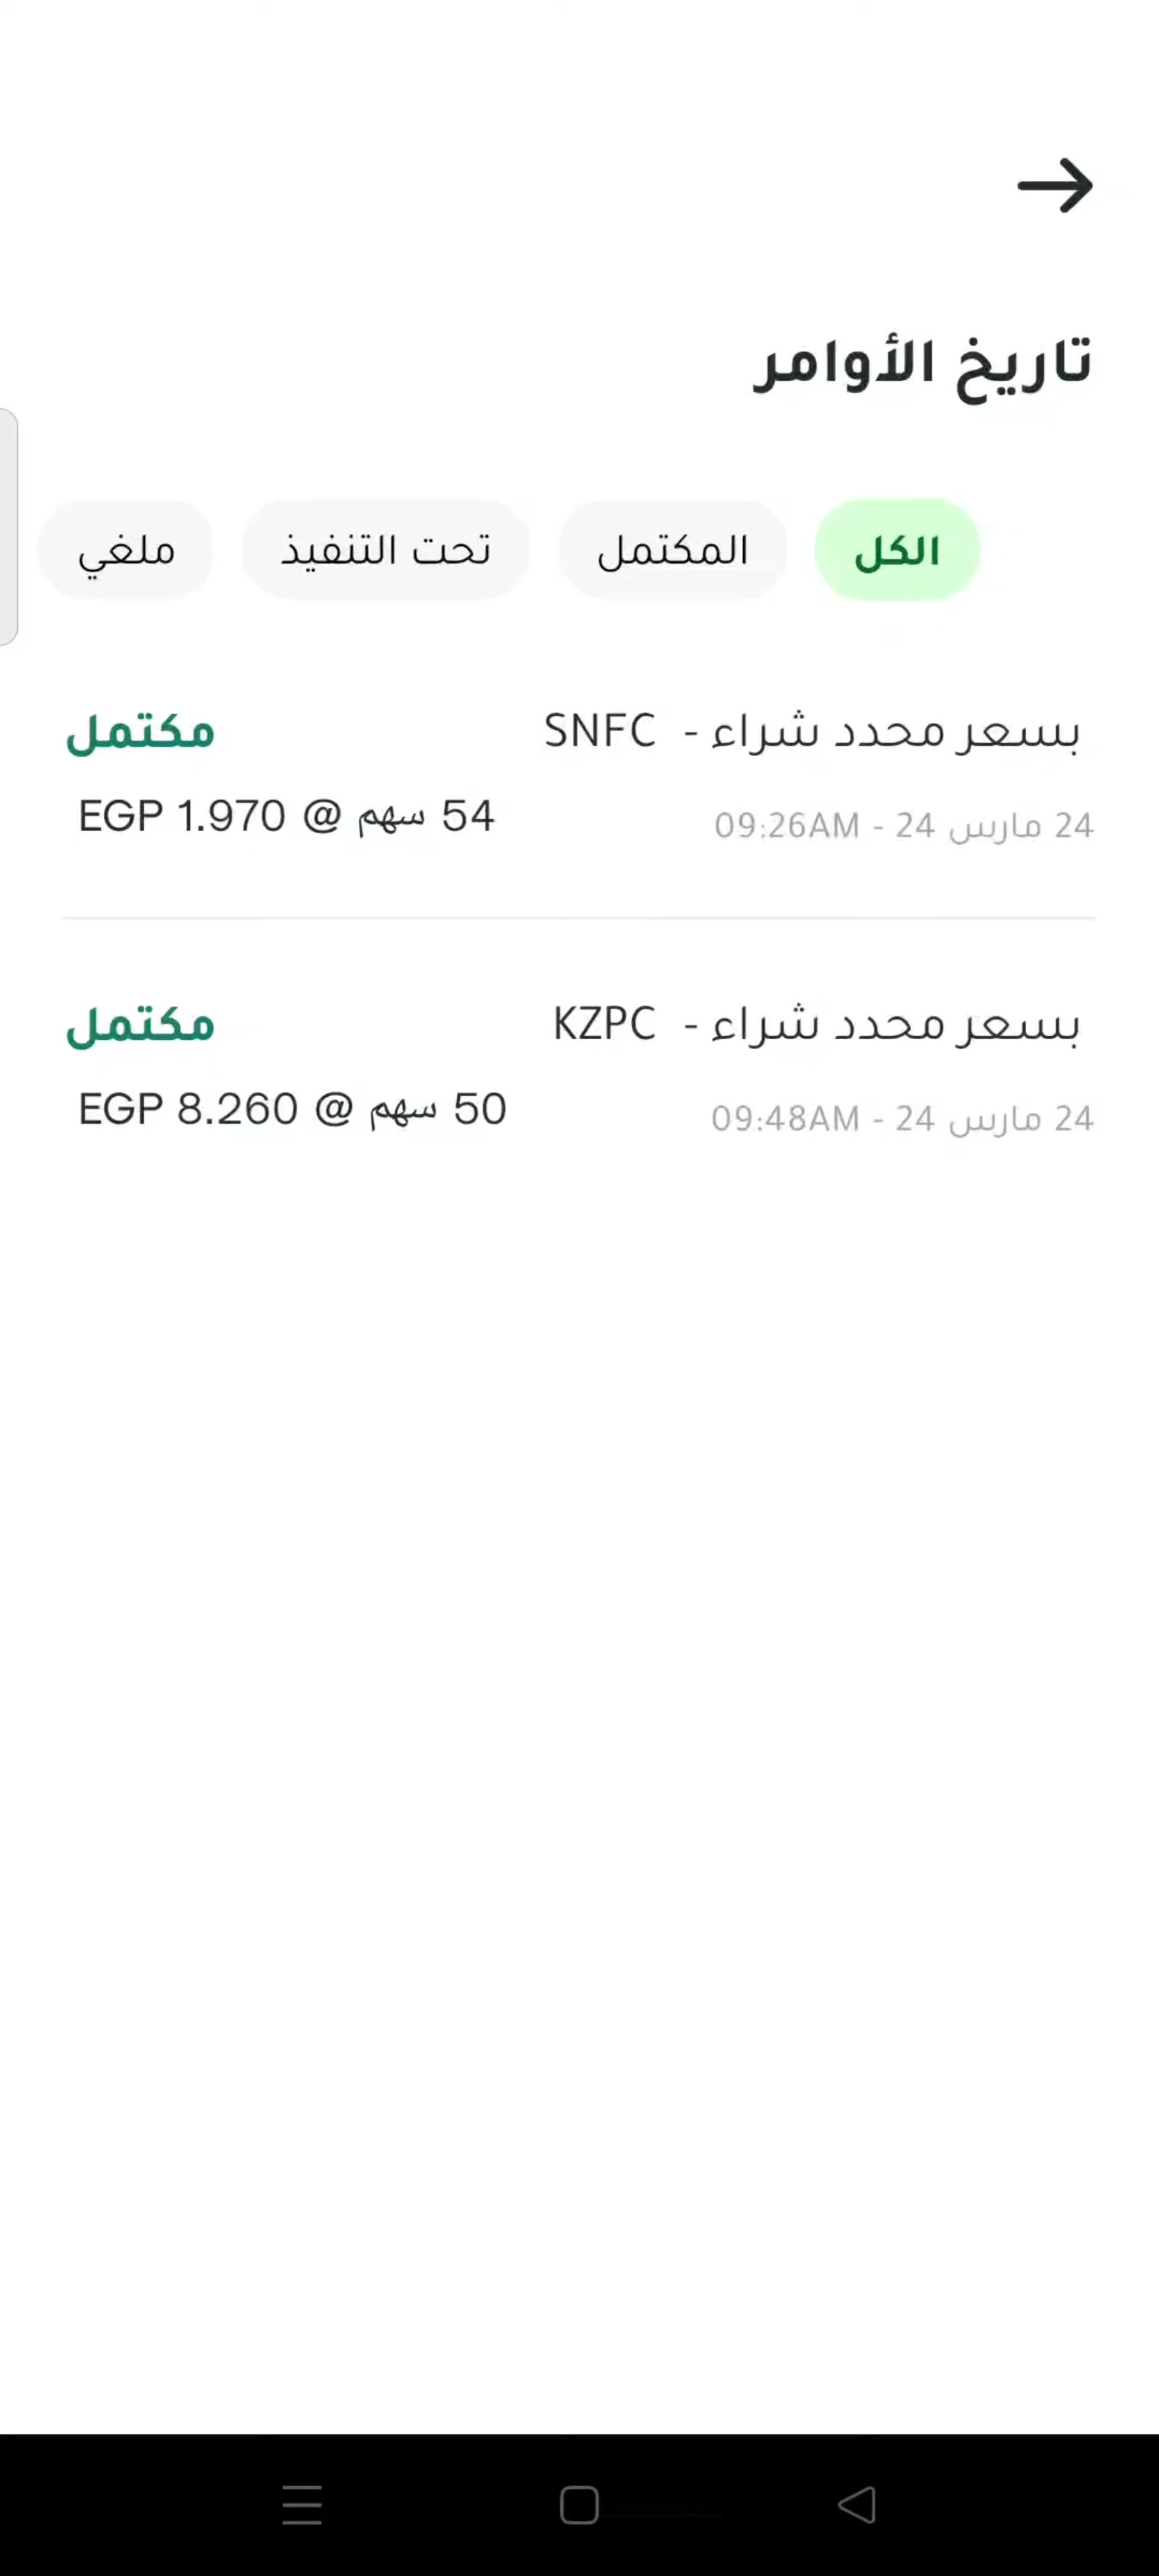 تاريخ الأوامر
الكل المكتمل تحت التنفيذ ملغي
بسعر محدد شراء - SNFC مكتمل
24 مارس 24 - 09:26AM 54 سهم @ EGP 1.970
بسعر محدد شراء - KZPC مكتمل
24 مارس 24 - 09:48AM 50 سهم @ EGP 8.260